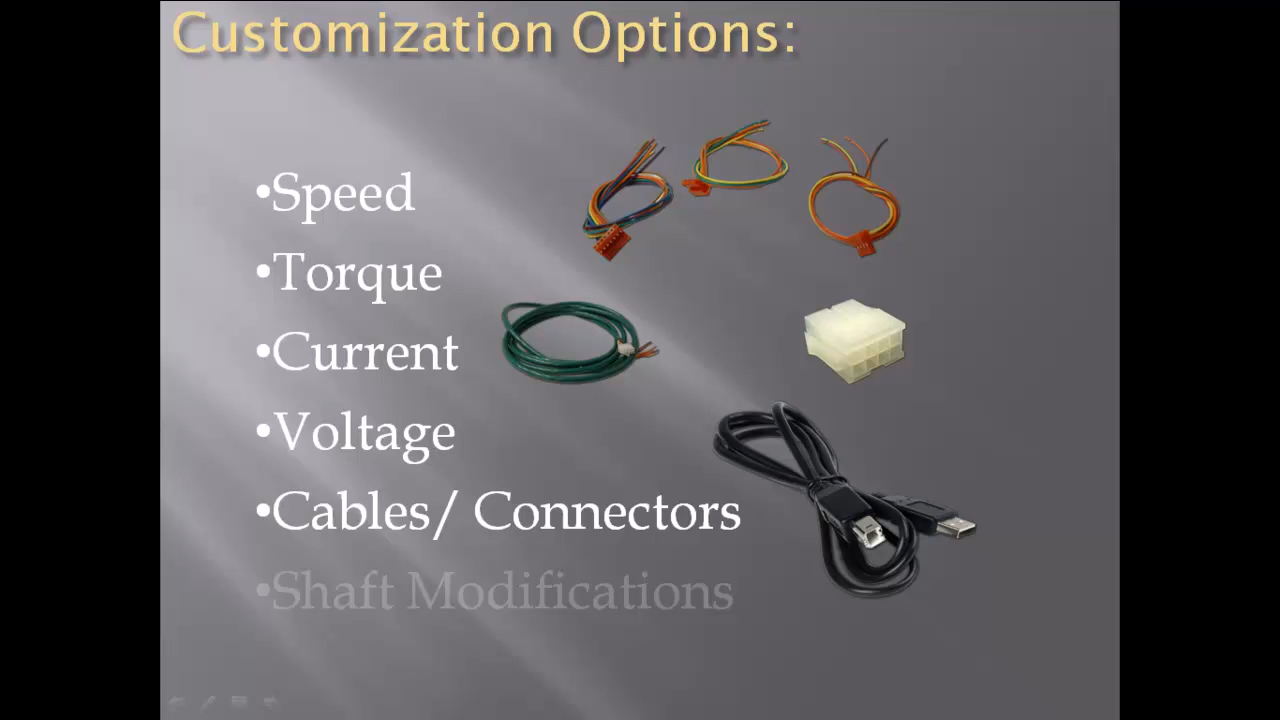 Customization Options:
•Speed
•Torque
•Current
•Voltage
•Cables/ Connectors
•Shaft Modifications